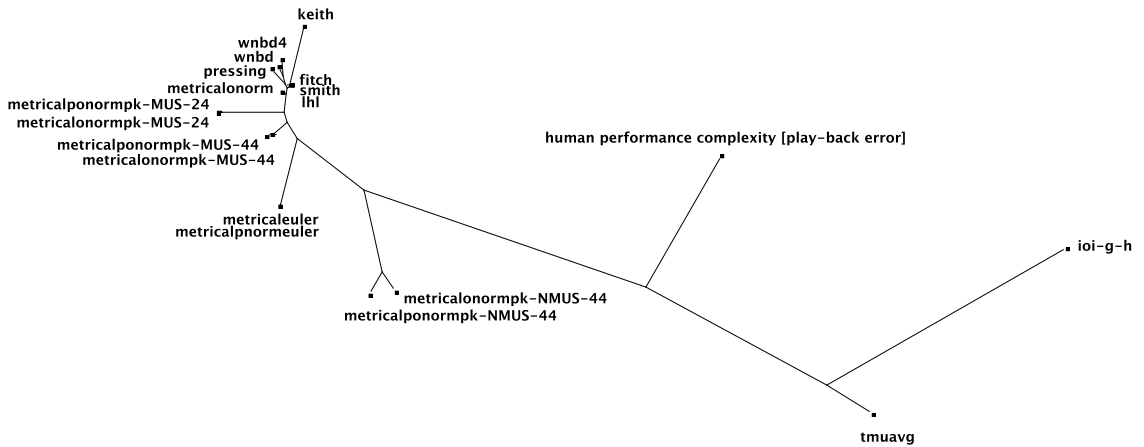 keith
wnbd4
wnbd
pressing
fitch
metricalonorm
smith
lhl
metricalponormpk-MUS-24
metricalonormpk-MUS-24
metricalponormpk-MUS-44
metricalonormpk-MUS-44
human performance complexity [play-back error]
metricaleuler
metricalpnormeuler
ioi-g-h
metricalonormpk-NMUS-44
metricalponormpk-NMUS-44
tmuavg